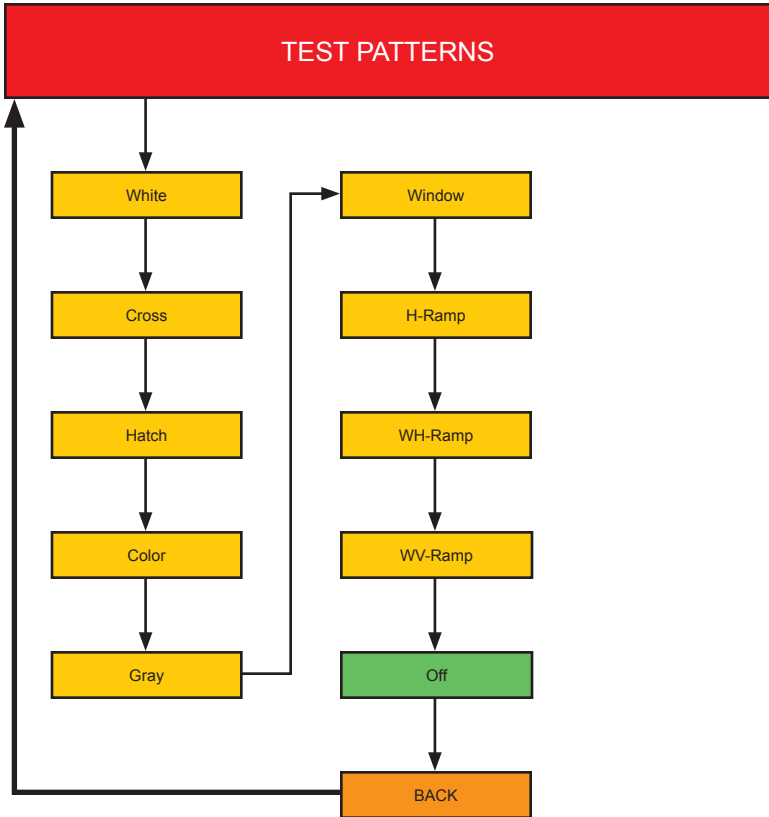 TEST PATTERNS
White
Cross
Hatch
Color
Gray
Window
H-Ramp
WH-Ramp
WV-Ramp
Off
BACK